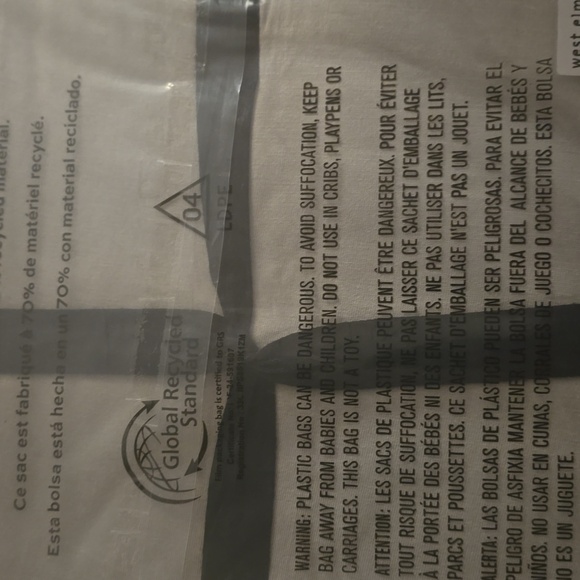 recycled material.
Ce sac est fabriqué à 70% de matériel recyclé.
Esta bolsa está hecha en un 70% con material reciclado.
04
LDPE
Global Recycled
Standard
WARNING: PLASTIC BAGS CAN BE DANGEROUS. TO AVOID SUFFOCATION, KEEP
BAG AWAY FROM BABIES AND CHILDREN. DO NOT USE IN CRIBS, PLAYPENS OR
CARRIAGES. THIS BAG IS NOT A TOY.
ATTENTION: LES SACS DE PLASTIQUE PEUVENT ÊTRE DANGEREUX. POUR ÉVITER
TOUT RISQUE DE SUFFOCATION, NE PAS LAISSER CE SACHET D'EMBALLAGE
À LA PORTÉE DES BÉBÉS NI DES ENFANTS. NE PAS UTILISER DANS LES LITS,
PARCS ET POUSSETTES. CE SACHET D'EMBALLAGE N'EST PAS UN JOUET.
ALERTA: LAS BOLSAS DE PLÁSTICO PUEDEN SER PELIGROSAS. PARA EVITAR EL
PELIGRO DE ASFIXIA MANTENER LA BOLSA FUERA DEL ALCANCE DE BEBÉS Y
NIÑOS. NO USAR EN CUNAS, CORRALES DE JUEGO O COCHECITOS. ESTA BOLSA
NO ES UN JUGUETE.
west elm